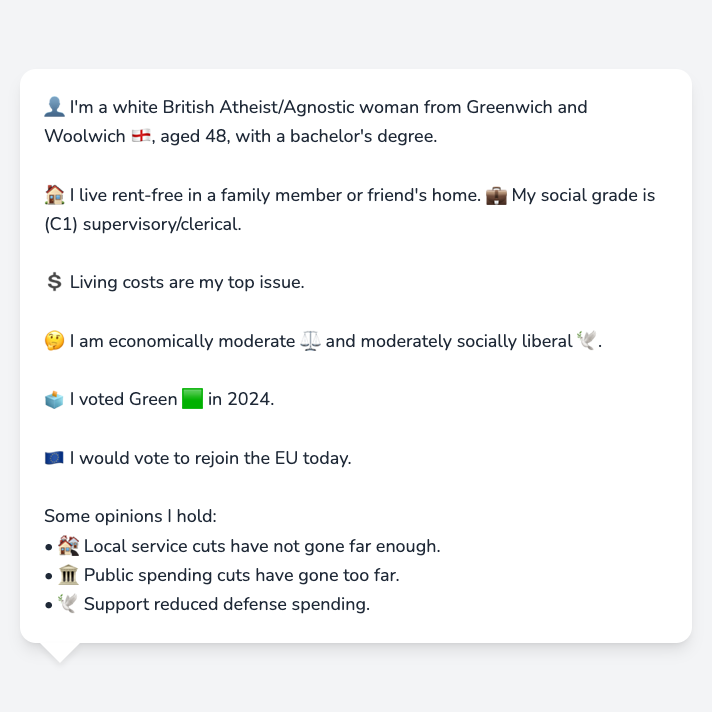 👤 I'm a white British Atheist/Agnostic woman from Greenwich and
Woolwich 🏴󠁧󠁢󠁥󠁮󠁧󠁿, aged 48, with a bachelor's degree.
🏠 I live rent-free in a family member or friend's home. 💼 My social grade is
(C1) supervisory/clerical.
💲 Living costs are my top issue.
🤔 I am economically moderate ⚖️ and moderately socially liberal 🕊️.
🗳️ I voted Green 🟩 in 2024.
🇪🇺 I would vote to rejoin the EU today.
Some opinions I hold:
• 🏚️ Local service cuts have not gone far enough.
• 🏛️ Public spending cuts have gone too far.
• 🕊️ Support reduced defense spending.